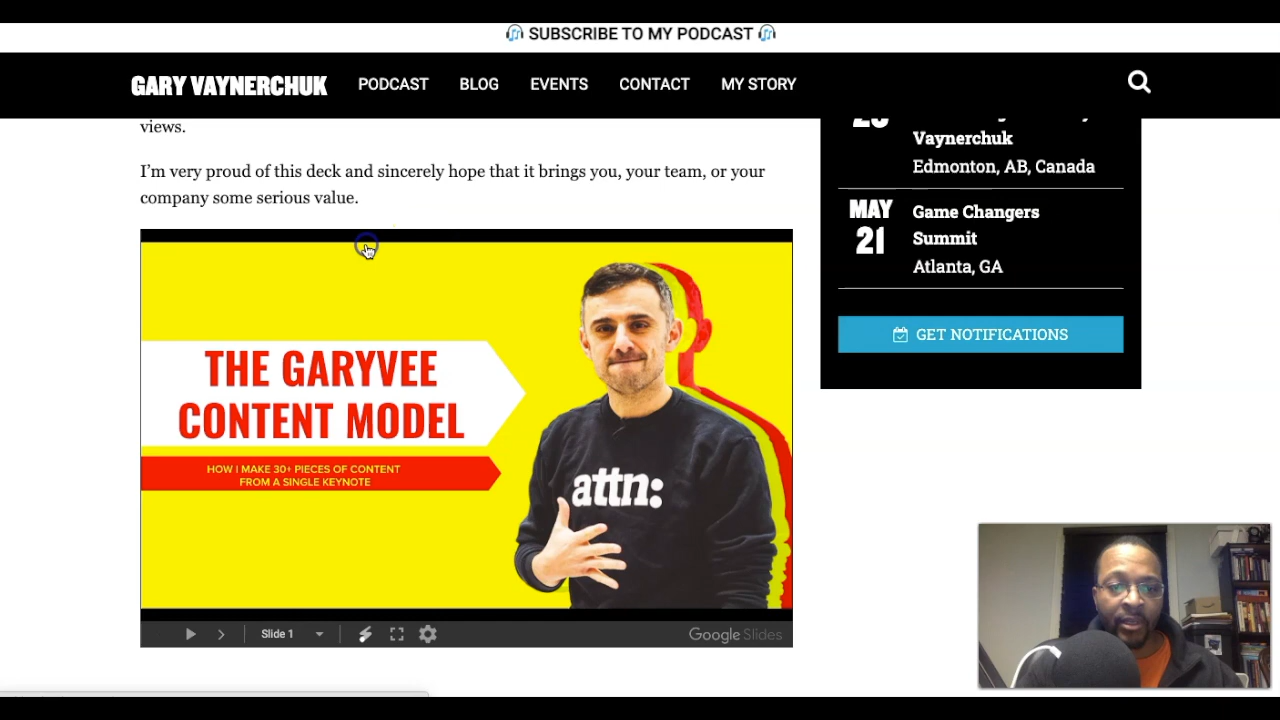 🎧 SUBSCRIBE TO MY PODCAST 🎧
GARY VAYNERCHUK
PODCAST
BLOG
EVENTS
CONTACT
MY STORY
views.
I'm very proud of this deck and sincerely hope that it brings you, your team, or your
company some serious value.
THE GARYVEE
CONTENT MODEL
HOW I MAKE 30+ PIECES OF CONTENT
FROM A SINGLE KEYNOTE
attn:
Slide 1
Google Slides
Vaynerchuk
Edmonton, AB, Canada
MAY
21
Game Changers
Summit
Atlanta, GA
GET NOTIFICATIONS